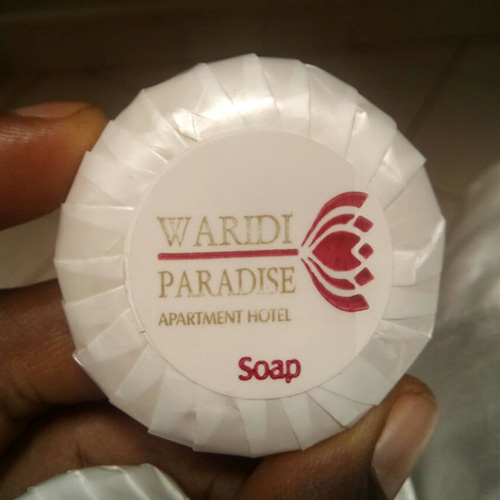 WARIDI
PARADISE
APARTMENT HOTEL
Soap